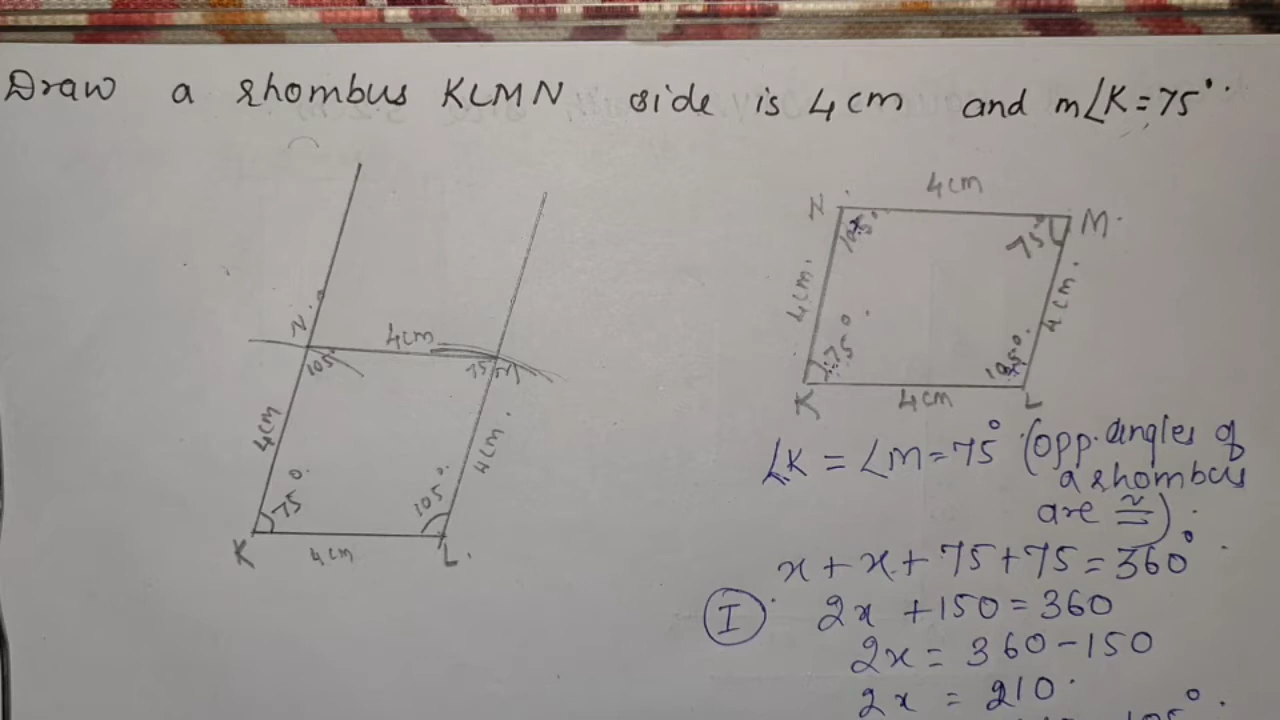 Draw a rhombus KLMN side is 4cm and m∠K=75°.
N
4cm
105°
75°
M
4cm
4cm.
75°.
105°.
K
4cm
L.
N
4cm
M.
105°
75°
4cm.
4cm.
75°.
105°.
K
4cm
L
∠K = ∠M = 75° (opp. angles of
a rhombus
are ≅).
x + x + 75 + 75 = 360°.
I 2x + 150 = 360
2x = 360 - 150
2x = 210.